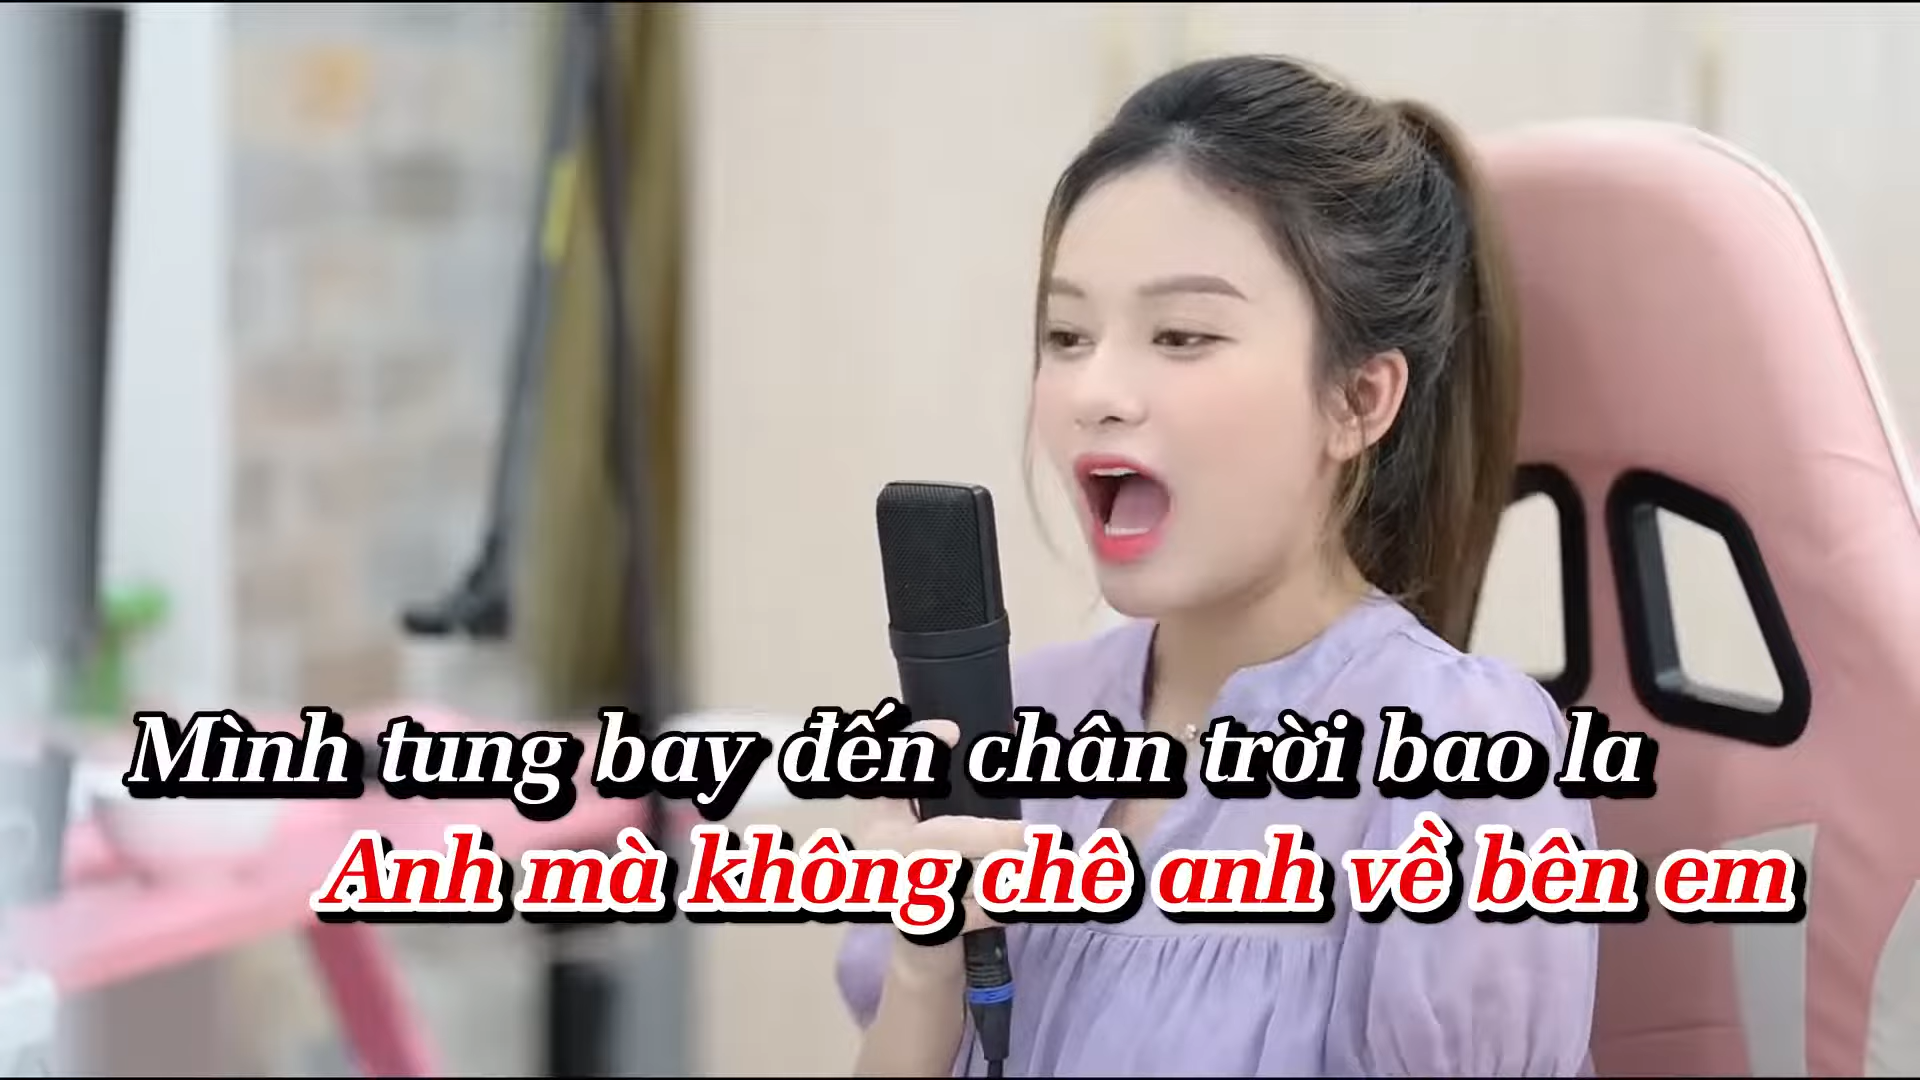 Mình tung bay đến chân trời bao la
Anh mà không chê anh về bên em